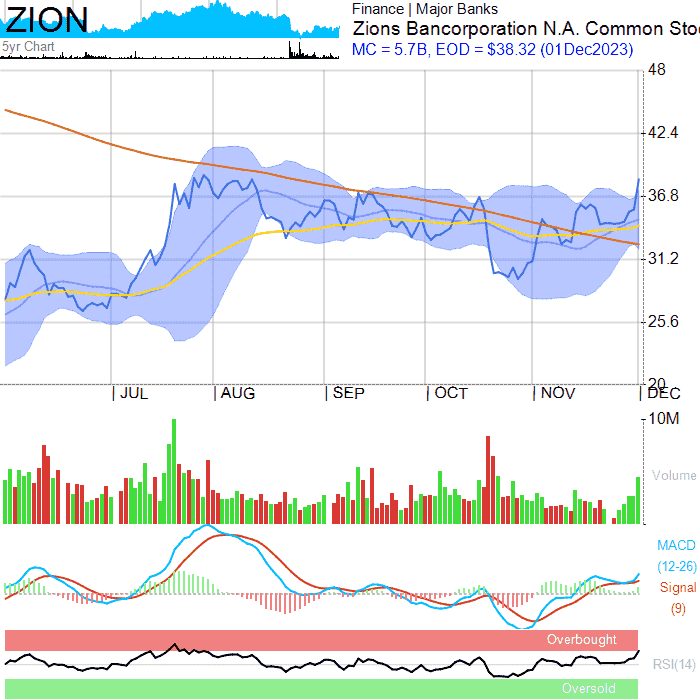 ZION
5yr Chart
Finance | Major Banks
Zions Bancorporation N.A. Common Sto
MC = 5.7B, EOD = $38.32 (01Dec2023)
48
42.4
36.8
31.2
25.6
20
JUL
AUG
SEP
OCT
NOV
DEC
10M
Volume
MACD
(12-26)
Signal
(9)
Overbought
RSI(14)
Oversold